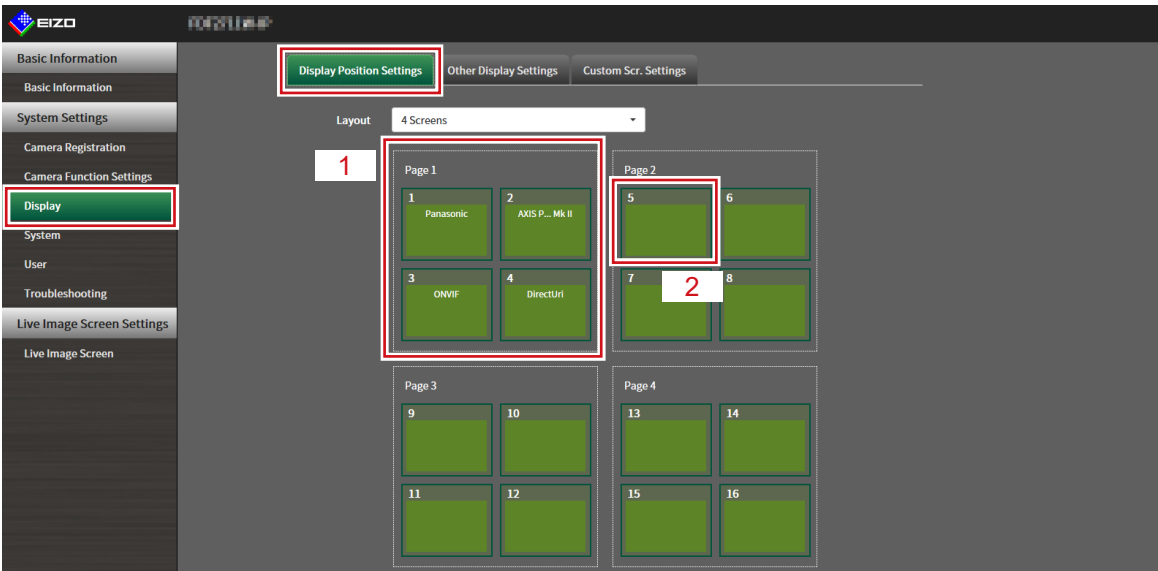 EIZO
Basic Information
Basic Information
System Settings
Camera Registration
Camera Function Settings
Display
System
User
Troubleshooting
Live Image Screen Settings
Live Image Screen
Display Position Settings
Other Display Settings
Custom Scr. Settings
Layout
4 Screens
1
Page 1
1
Panasonic
2
AXIS P... Mk II
3
ONVIF
4
DirectUri
Page 2
5
6
7
8
2
Page 3
9
10
11
12
Page 4
13
14
15
16